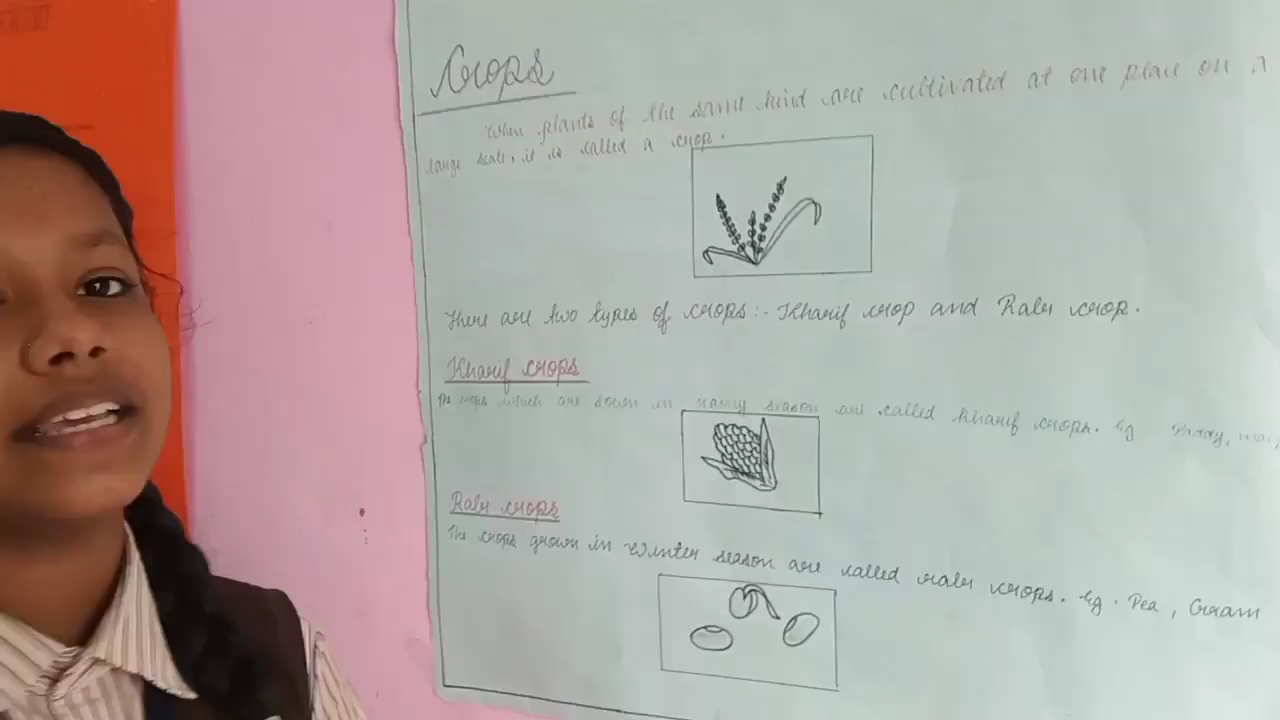 Crops
When plants of the same kind are cultivated at one place on a
large scale, it is called a crop.
There are two types of crops :- Kharif crop and Rabi crop.
Kharif crops
The crops which are sown in rainy season are called kharif crops. Eg Paddy,
Rabi crops
The crops grown in winter season are called rabi crops. Eg. Pea, Gram